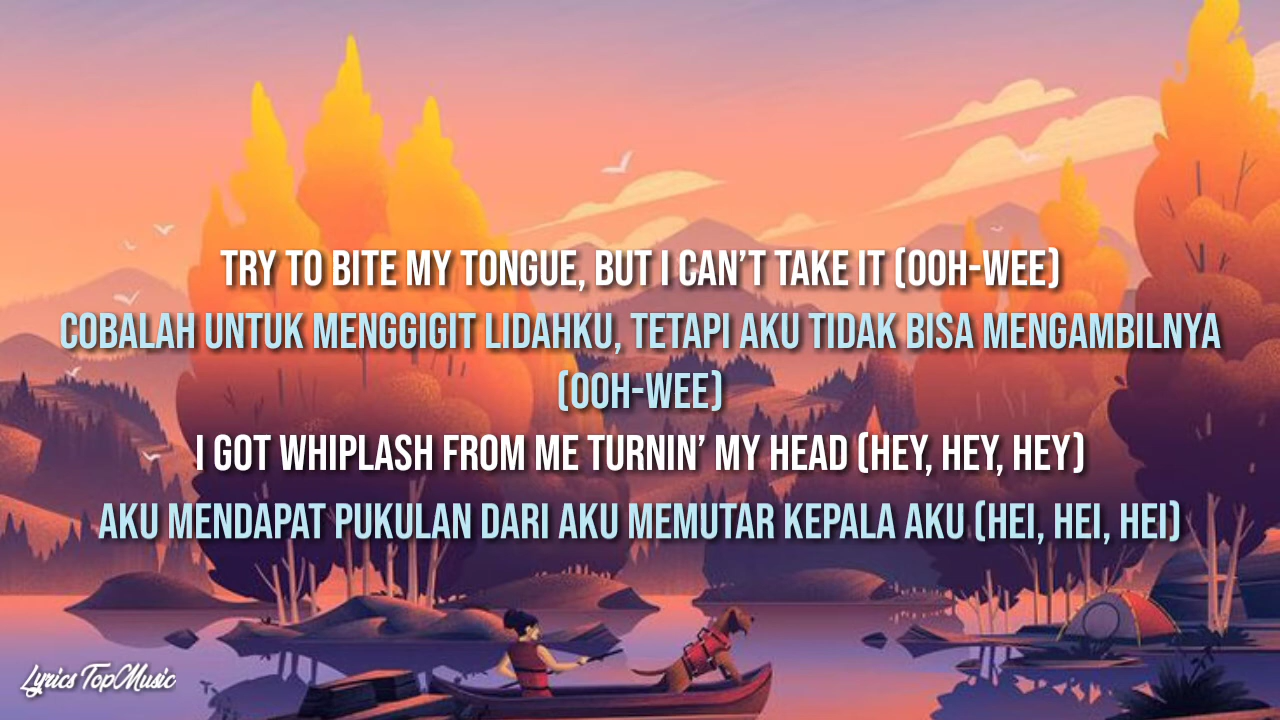 TRY TO BITE MY TONGUE, BUT I CAN’T TAKE IT (OOH-WEE)
COBALAH UNTUK MENGGIGIT LIDAHKU, TETAPI AKU TIDAK BISA MENGAMBILNYA
(OOH-WEE)
I GOT WHIPLASH FROM ME TURNIN’ MY HEAD (HEY, HEY, HEY)
AKU MENDAPAT PUKULAN DARI AKU MEMUTAR KEPALA AKU (HEI, HEI, HEI)
Lyrics TopMusic